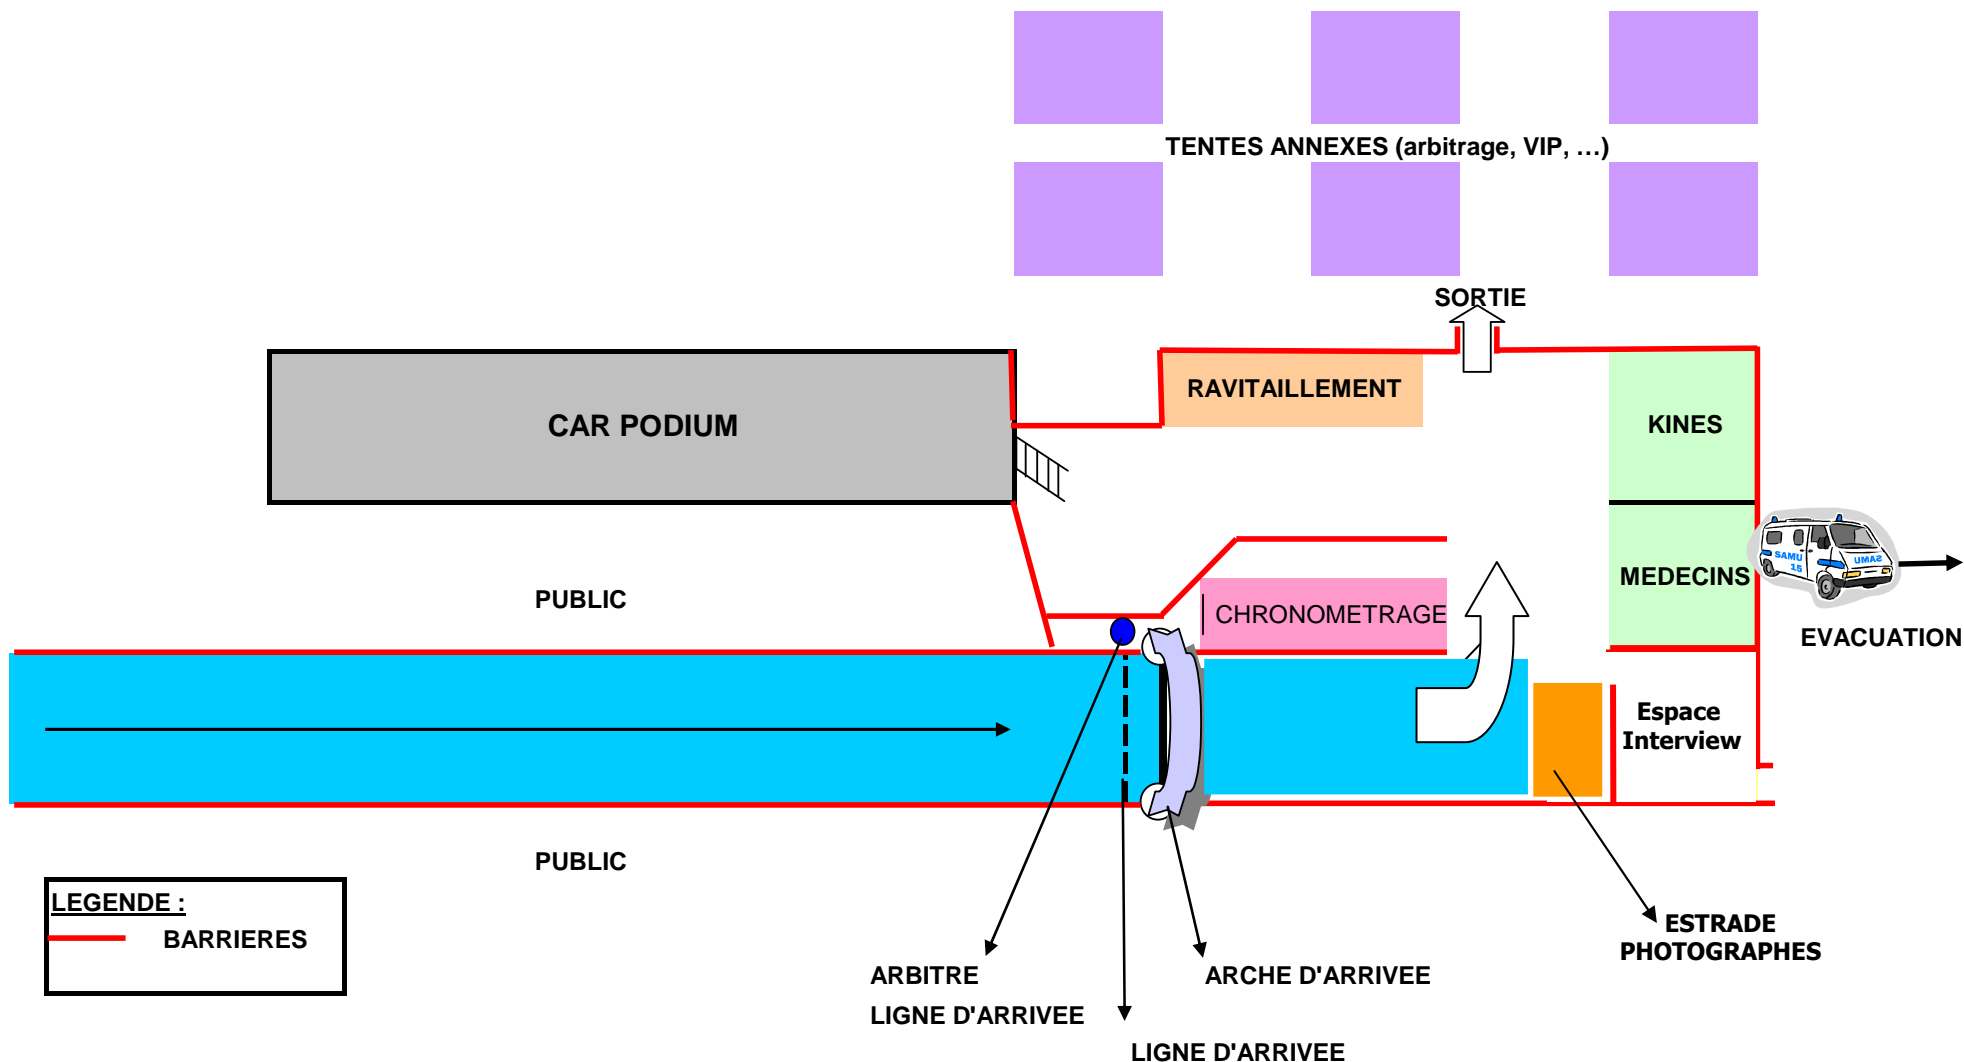 TENTES ANNEXES (arbitrage, VIP, …)
SORTIE
RAVITAILLEMENT
CAR PODIUM
KINES
SAMU
15
UMAS
MEDECINS
PUBLIC
CHRONOMETRAGE
EVACUATION
Espace
Interview
PUBLIC
LEGENDE :
BARRIERES
ESTRADE
PHOTOGRAPHES
ARBITRE
LIGNE D'ARRIVEE
ARCHE D'ARRIVEE
LIGNE D'ARRIVEE